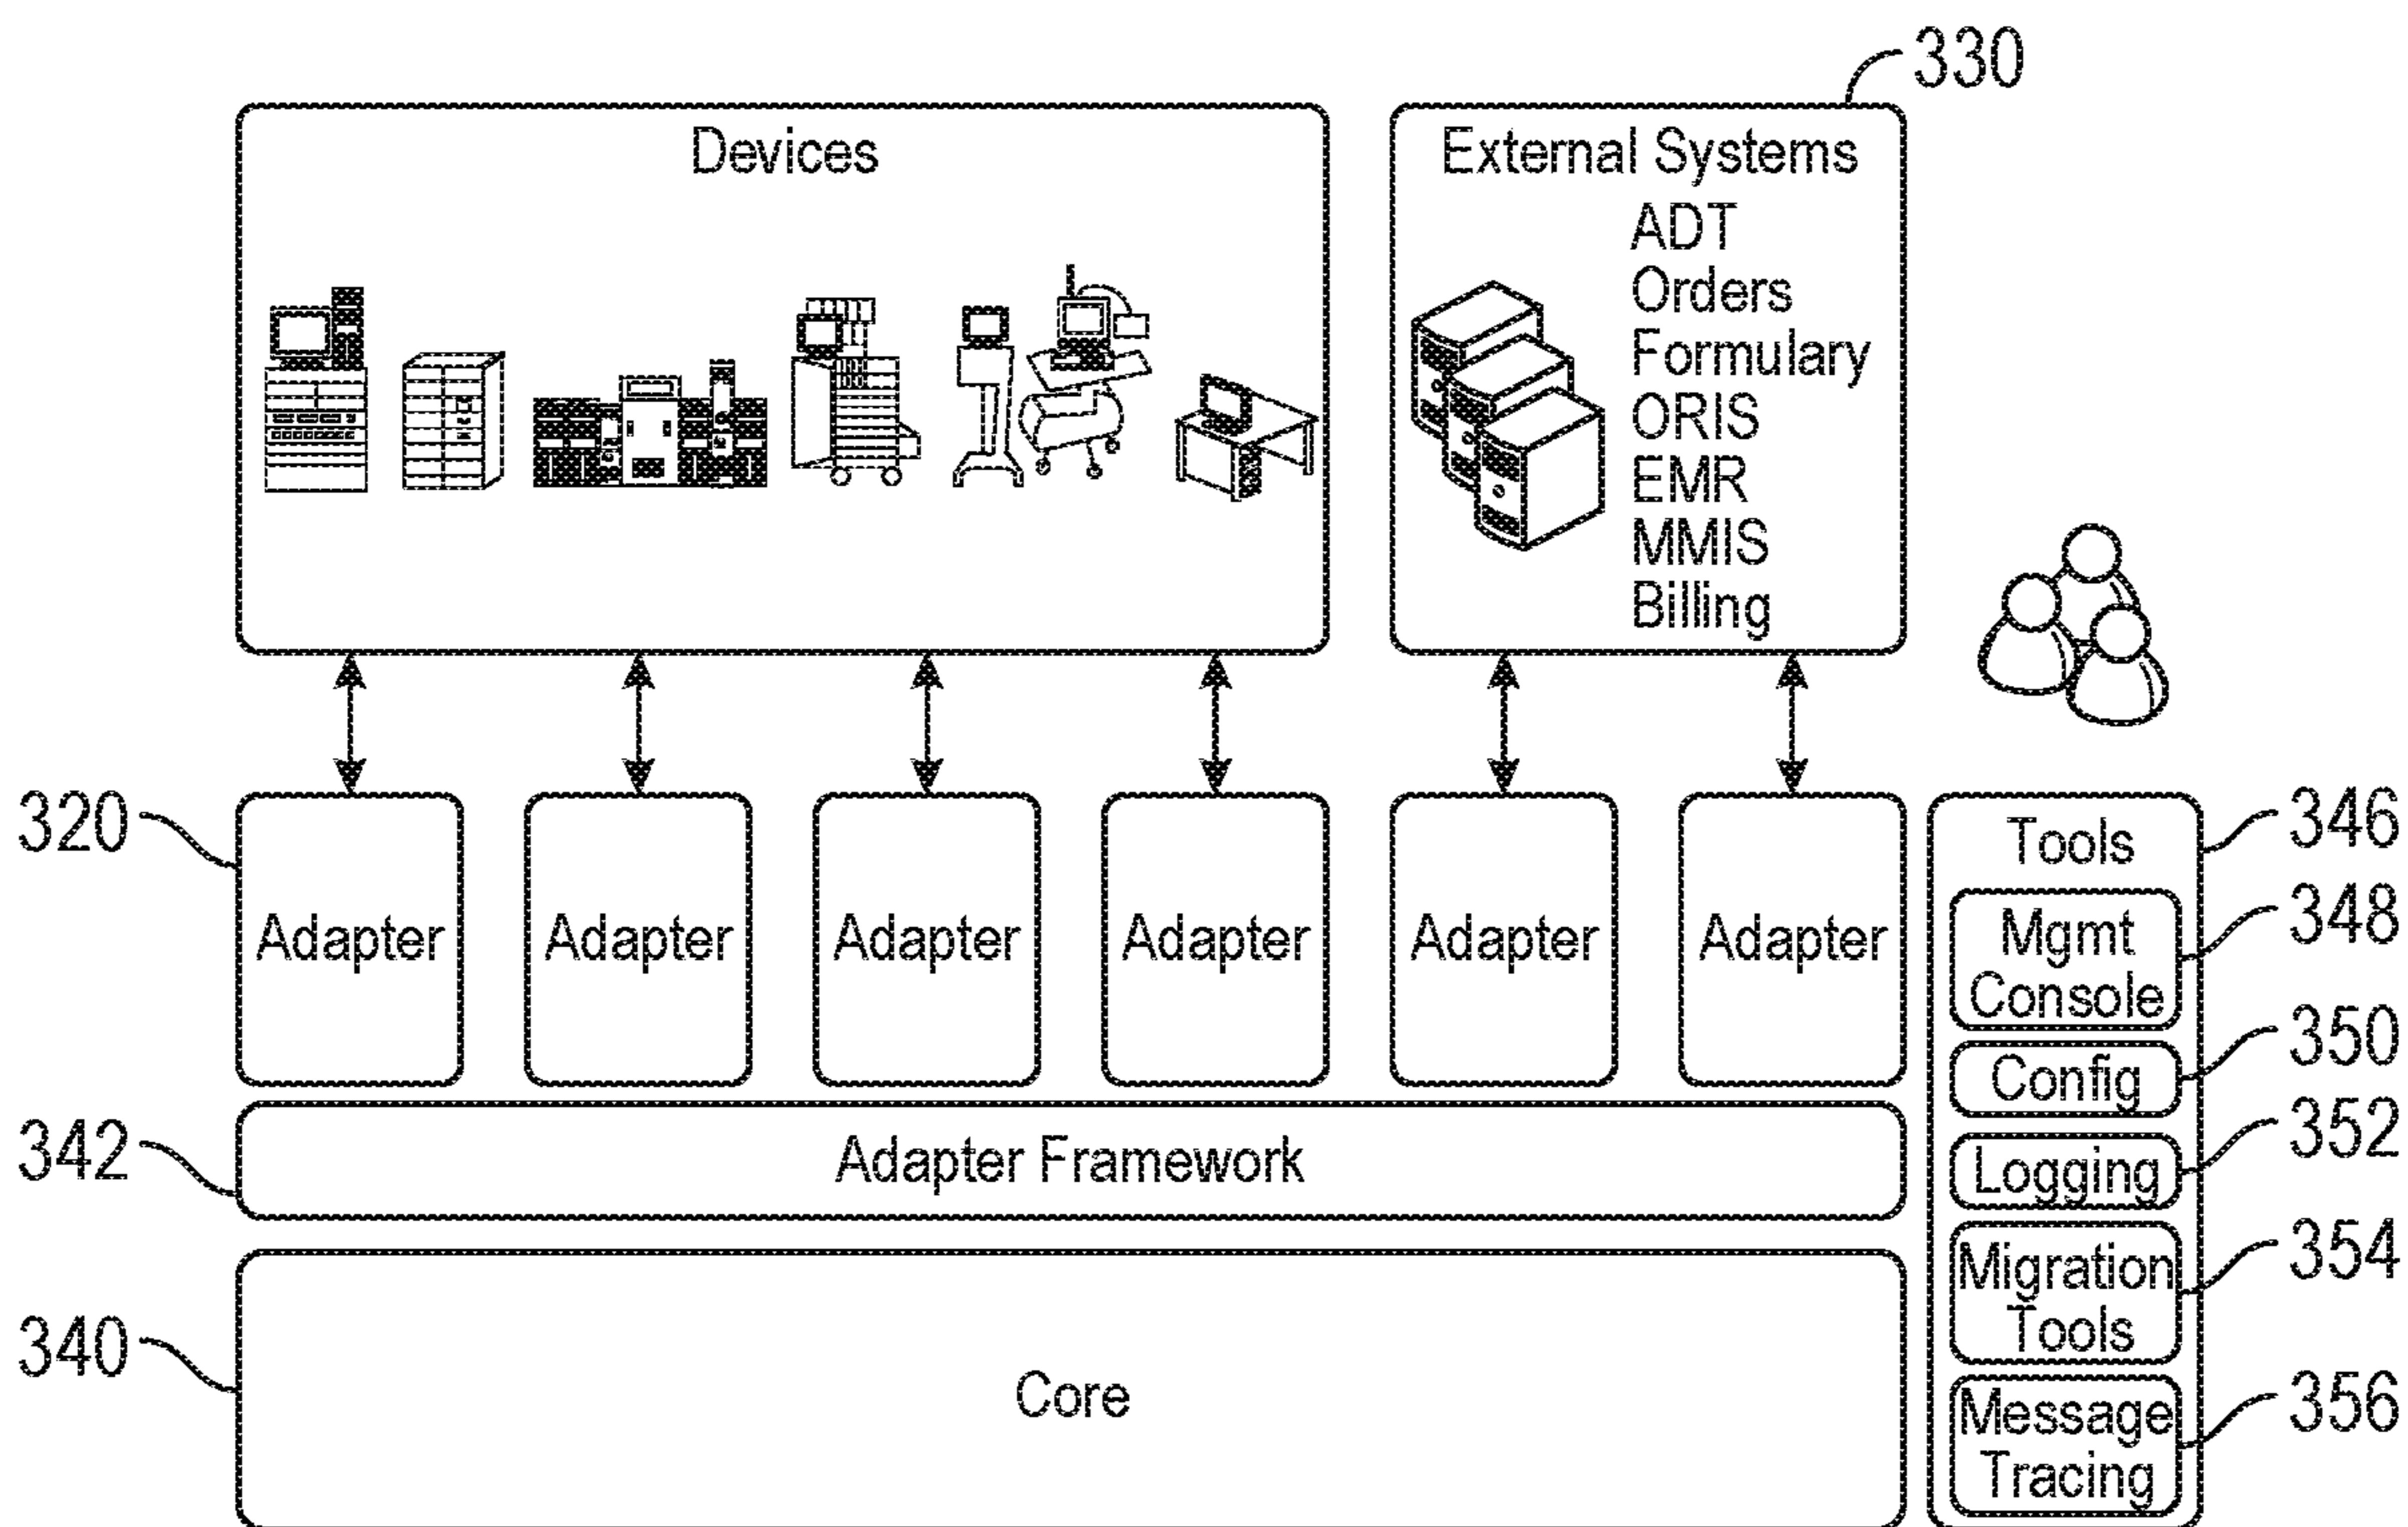 330
Devices
External Systems
ADT
Orders
Formulary
ORIS
EMR
MMIS
Billing
320
Adapter
Adapter
Adapter
Adapter
Adapter
Adapter
Tools
346
Mgmt
Console
348
Config
350
Logging
352
Migration
Tools
354
Message
Tracing
356
342
Adapter Framework
340
Core